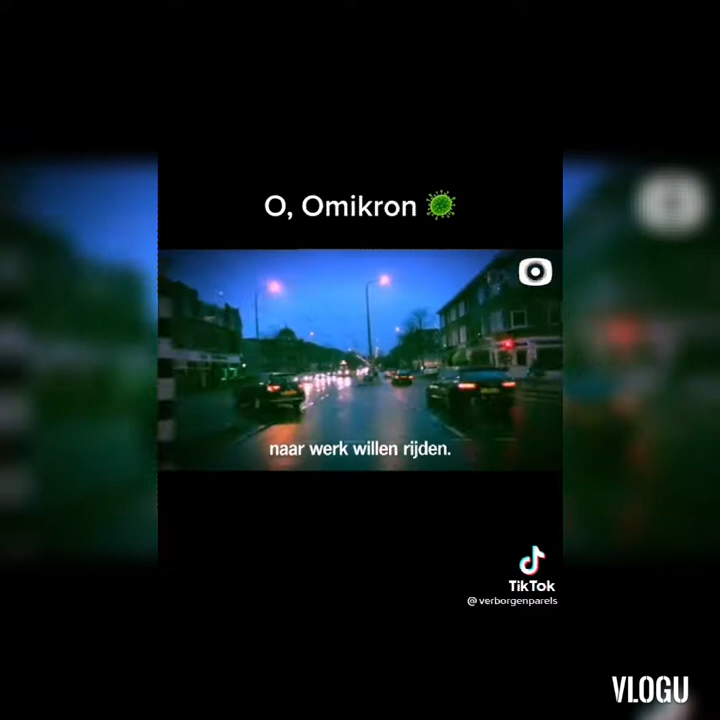 O, Omikron 🦠
naar werk willen rijden.
TikTok
@verborgenparels
VLOGU